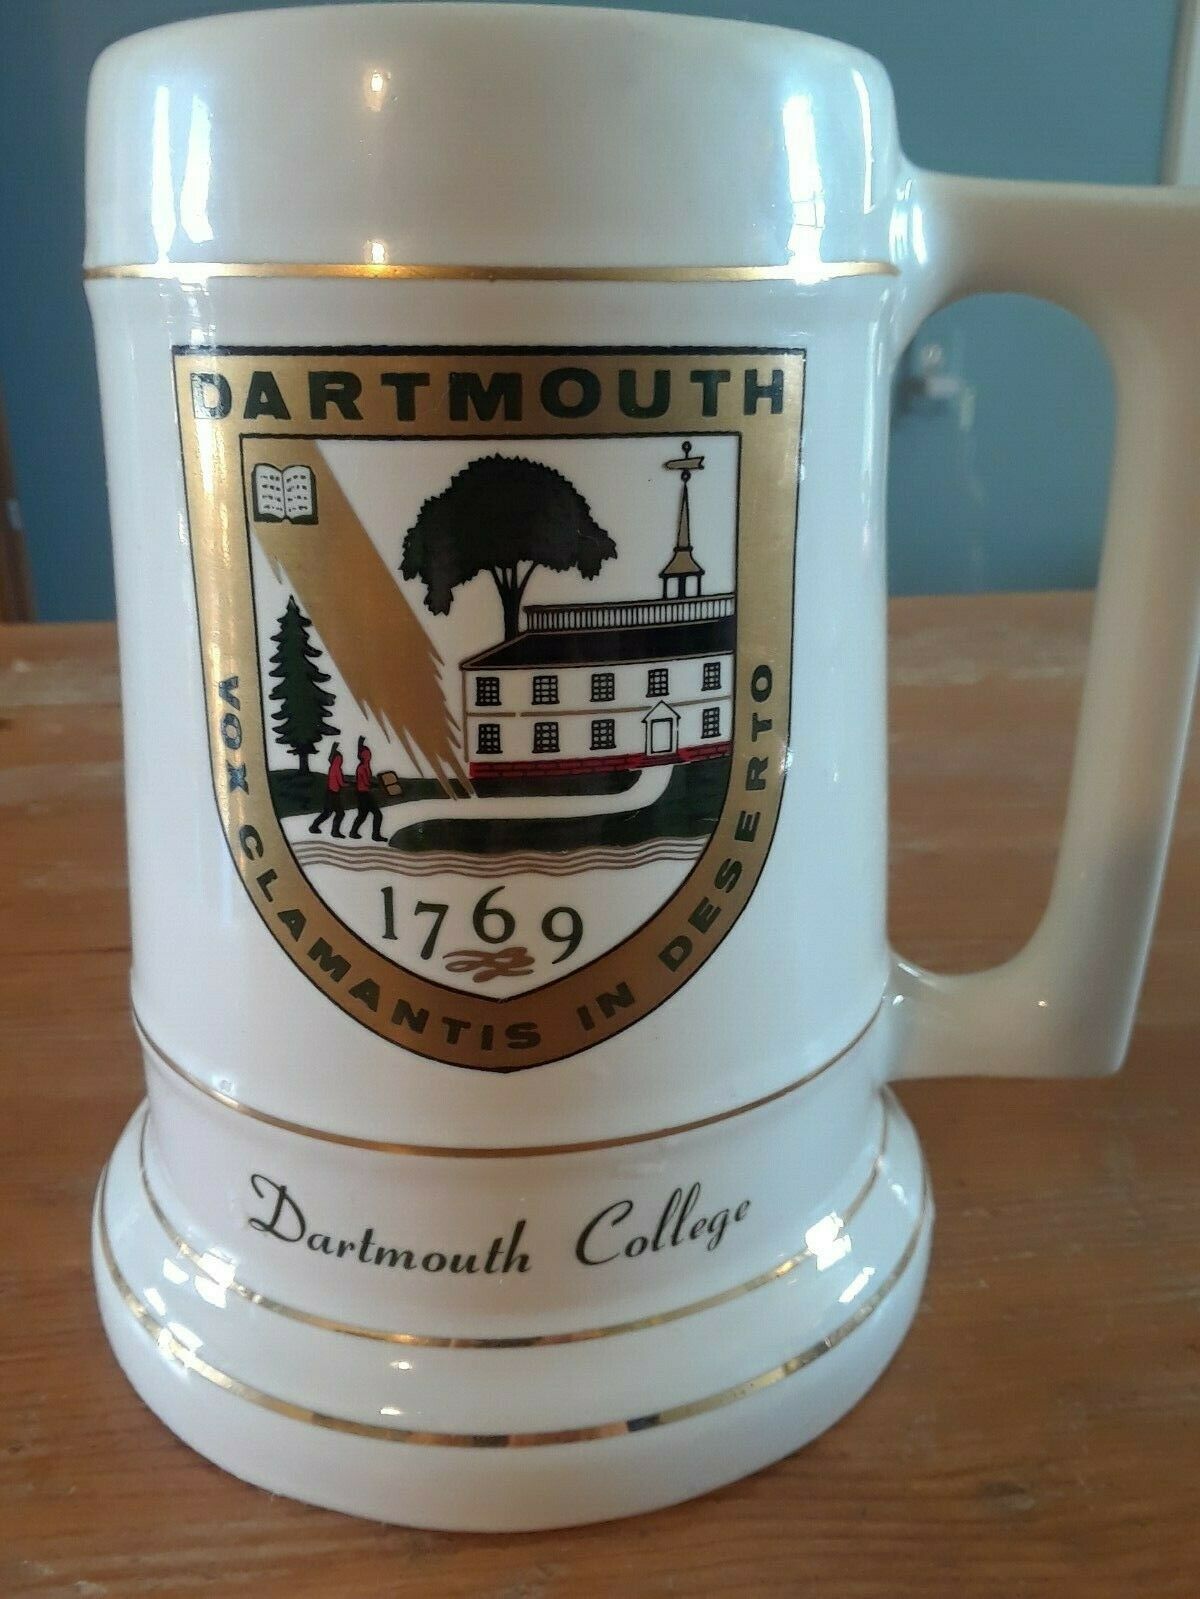 DARTMOUTH
VOX CLAMANTIS IN DESERTO
1769
Dartmouth College